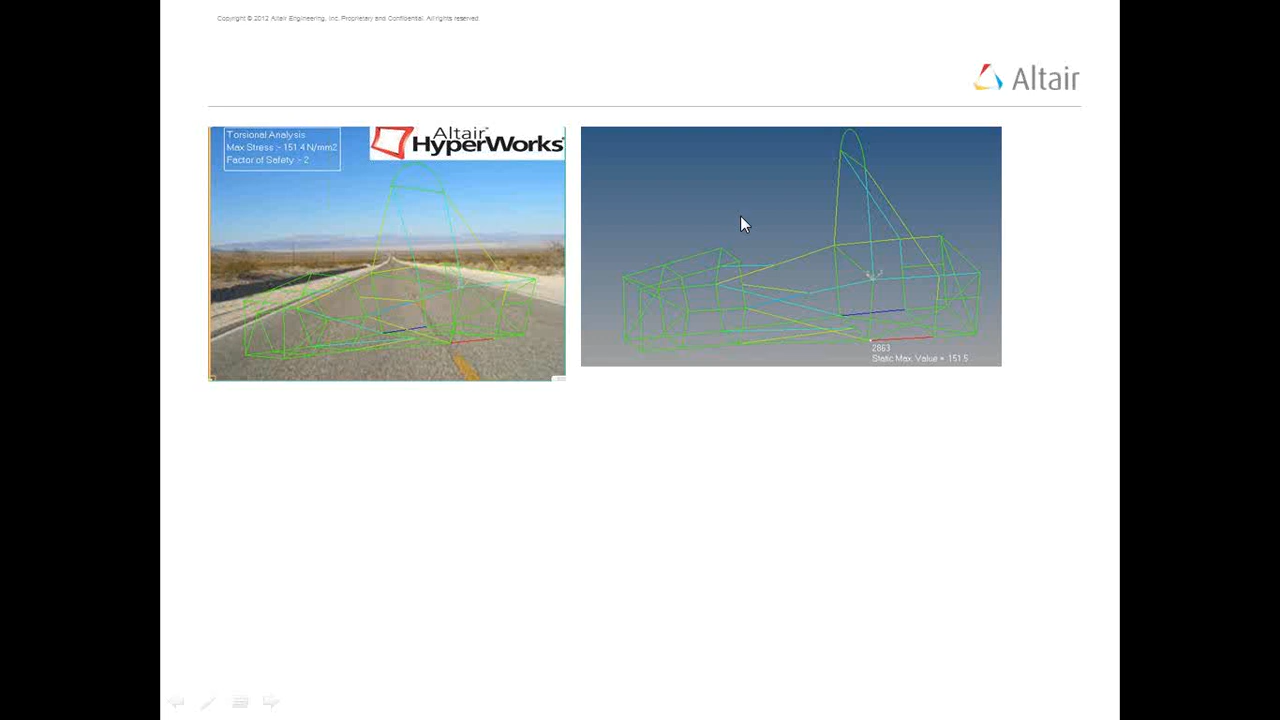 Copyright © 2012 Altair Engineering, Inc. Proprietary and Confidential. All rights reserved.
Altair
Torsional Analysis
Max Stress :- 151.4 N/mm2
Factor of Safety :- 2
Altair
HyperWorks
2863
Static Max. Value = 151.5